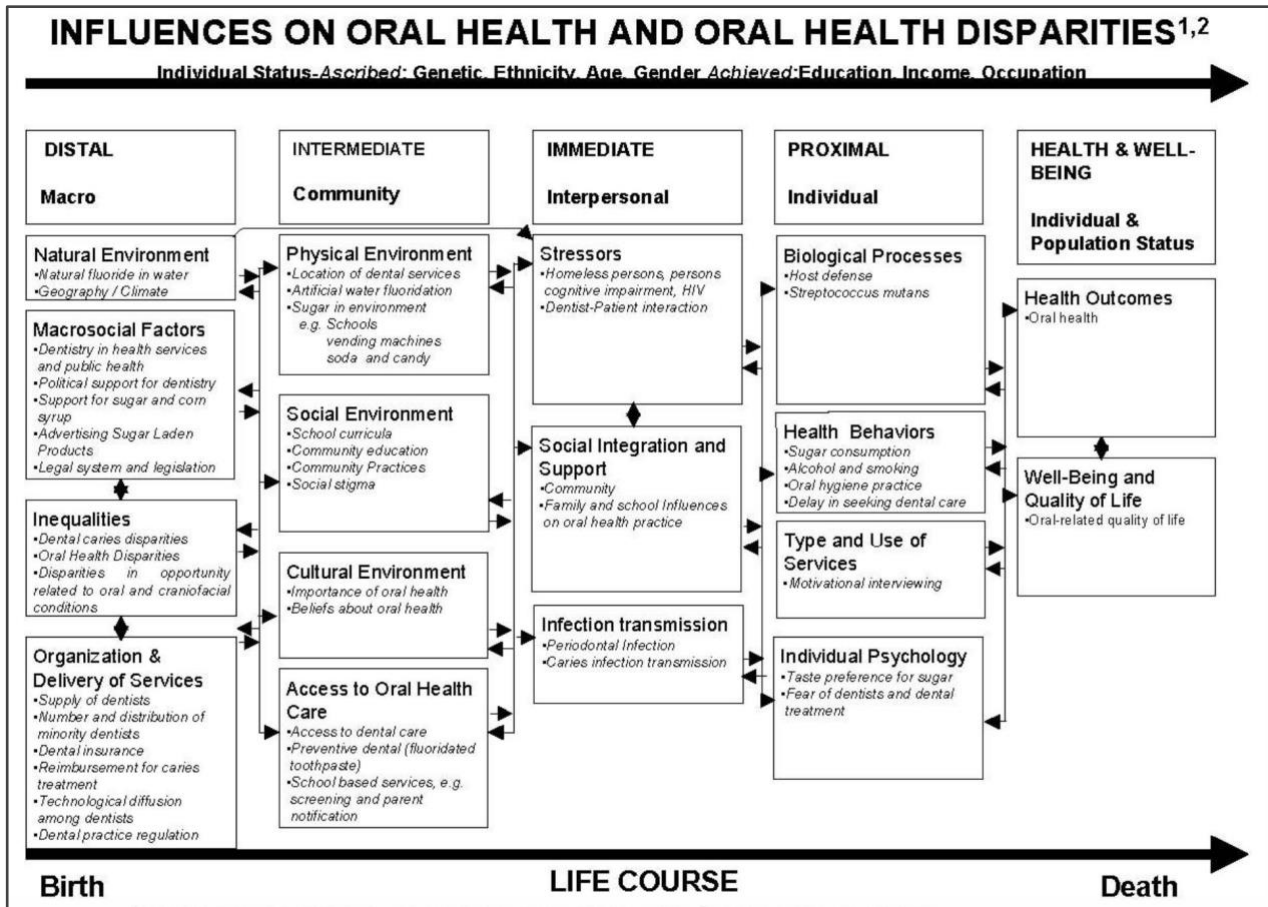 INFLUENCES ON ORAL HEALTH AND ORAL HEALTH DISPARITIES1,2
Individual Status-Ascribed: Genetic, Ethnicity, Age, Gender Achieved:Education, Income, Occupation
DISTAL
Macro
INTERMEDIATE
Community
IMMEDIATE
Interpersonal
PROXIMAL
Individual
HEALTH & WELL-
BEING
Individual &
Population Status
Natural Environment
•Natural fluoride in water
•Geography / Climate
Macrosocial Factors
•Dentistry in health services
and public health
•Political support for dentistry
•Support for sugar and corn
syrup
•Advertising Sugar Laden
Products
•Legal system and legislation
Inequalities
•Dental caries disparities
•Oral Health Disparities
•Disparities in opportunity
related to oral and craniofacial
conditions
Organization &
Delivery of Services
•Supply of dentists
•Number and distribution of
minority dentists
•Dental insurance
•Reimbursement for caries
treatment
•Technological diffusion
among dentists
•Dental practice regulation
Physical Environment
•Location of dental services
•Artificial water fluoridation
•Sugar in environment
e.g. Schools
vending machines
soda and candy
Social Environment
•School curricula
•Community education
•Community Practices
•Social stigma
Cultural Environment
•Importance of oral health
•Beliefs about oral health
Access to Oral Health
Care
•Access to dental care
•Preventive dental (fluoridated
toothpaste)
•School based services, e.g.
screening and parent
notification
Stressors
•Homeless persons, persons
cognitive impairment, HIV
•Dentist-Patient interaction
Social Integration and
Support
•Community
•Family and school Influences
on oral health practice
Infection transmission
•Periodontal Infection
•Caries infection transmission
Biological Processes
•Host defense
•Streptococcus mutans
Health Behaviors
•Sugar consumption
•Alcohol and smoking
•Oral hygiene practice
•Delay in seeking dental care
Type and Use of
Services
•Motivational interviewing
Individual Psychology
•Taste preference for sugar
•Fear of dentists and dental
treatment
Health Outcomes
•Oral health
Well-Being and
Quality of Life
•Oral-related quality of life
Birth
LIFE COURSE
Death